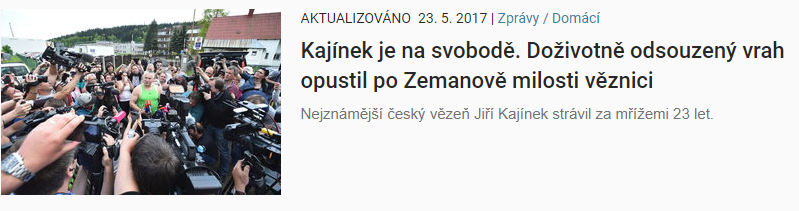 AKTUALIZOVÁNO 23. 5. 2017 | Zprávy / Domácí
Kajínek je na svobodě. Doživotně odsouzený vrah
opustil po Zemanově milosti věznici
Nejznámější český vězeň Jiří Kajínek strávil za mřížemi 23 let.